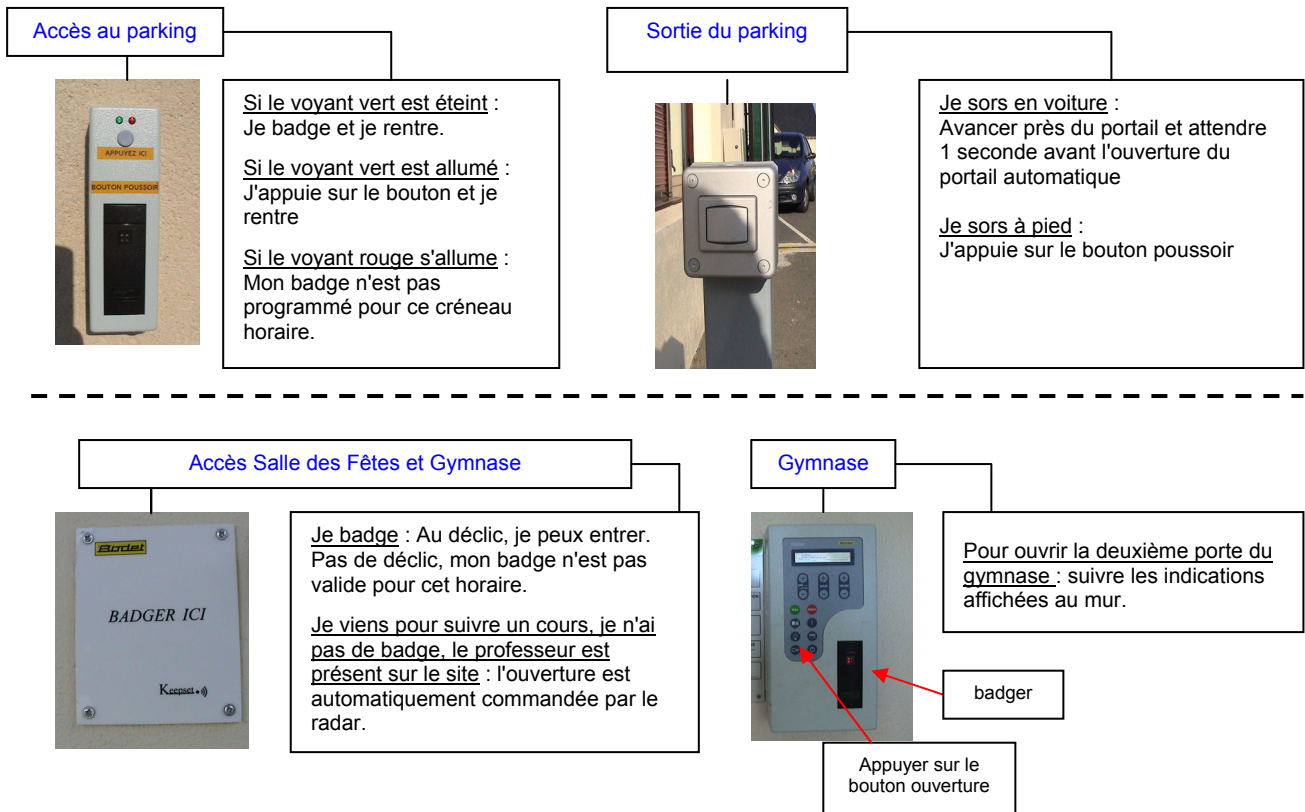 Accès au parking
APPUYEZ ICI
BOUTON POUSSOIR
Si le voyant vert est éteint :
Je badge et je rentre.
Si le voyant vert est allumé :
J'appuie sur le bouton et je
rentre
Si le voyant rouge s'allume :
Mon badge n'est pas
programmé pour ce créneau
horaire.
Sortie du parking
Je sors en voiture :
Avancer près du portail et attendre
1 seconde avant l'ouverture du
portail automatique
Je sors à pied :
J'appuie sur le bouton poussoir
Accès Salle des Fêtes et Gymnase
Bodet
BADGER ICI
Keepset
Je badge : Au déclic, je peux entrer.
Pas de déclic, mon badge n'est pas
valide pour cet horaire.
Je viens pour suivre un cours, je n'ai
pas de badge, le professeur est
présent sur le site : l'ouverture est
automatiquement commandée par le
radar.
Gymnase
Pour ouvrir la deuxième porte du
gymnase : suivre les indications
affichées au mur.
badger
Appuyer sur le
bouton ouverture